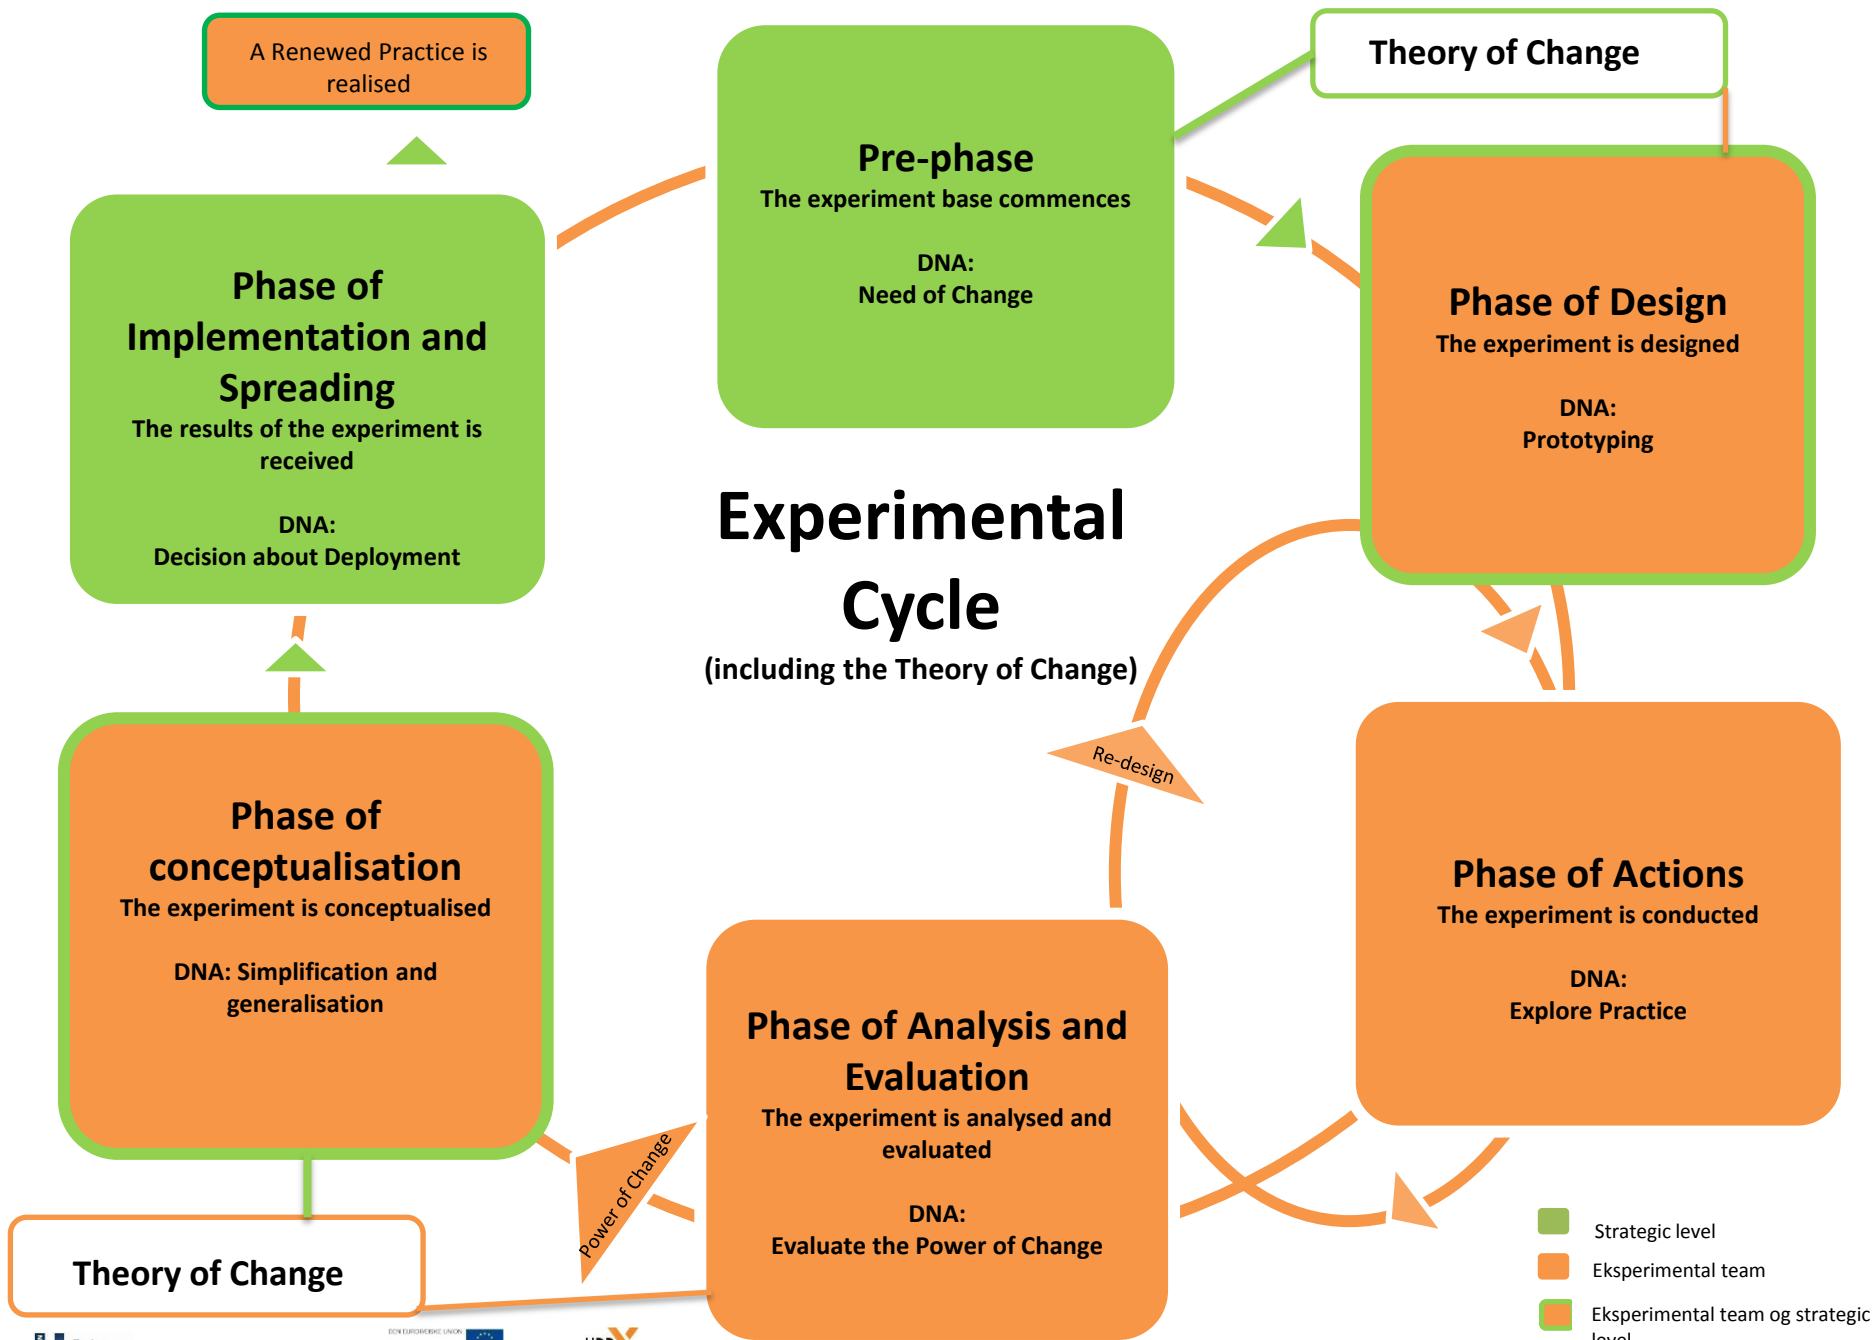 A Renewed Practice is
realised
Theory of Change
Pre-phase
The experiment base commences
DNA:
Need of Change
Phase of
Implementation and
Spreading
The results of the experiment is
received
DNA:
Decision about Deployment
Phase of Design
The experiment is designed
DNA:
Prototyping
Experimental
Cycle
(including the Theory of Change)
Re-design
Phase of
conceptualisation
The experiment is conceptualised
DNA: Simplification and
generalisation
Phase of Actions
The experiment is conducted
DNA:
Explore Practice
Phase of Analysis and
Evaluation
The experiment is analysed and
evaluated
DNA:
Evaluate the Power of Change
Power of Change
Theory of Change
Strategic level
Eksperimental team
Eksperimental team og strategic
level
DEN EUROPÆISKE UNION